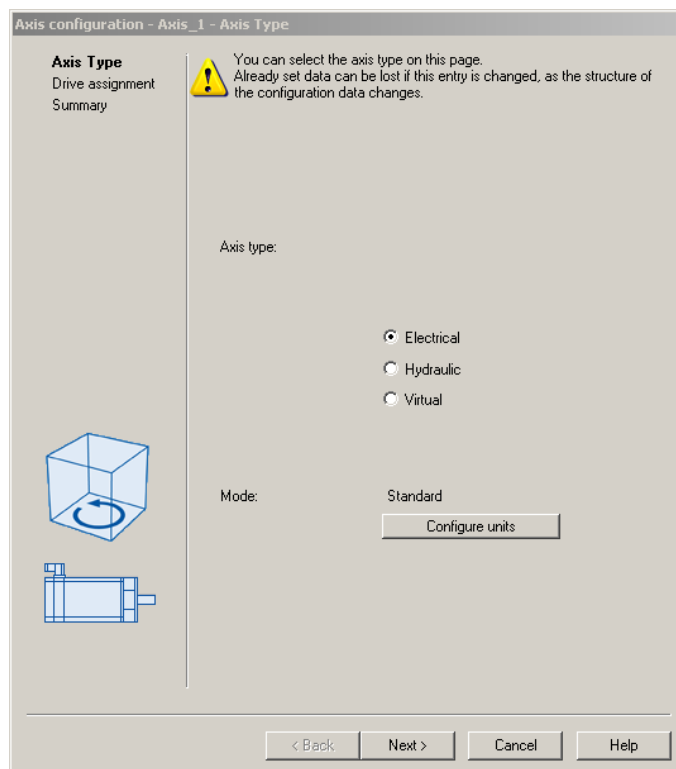 Axis configuration - Axis_1 - Axis Type
Axis Type
Drive assignment
Summary
You can select the axis type on this page.
Already set data can be lost if this entry is changed, as the structure of
the configuration data changes.
Axis type:
Electrical
Hydraulic
Virtual
Mode:
Standard
Configure units
< Back
Next >
Cancel
Help